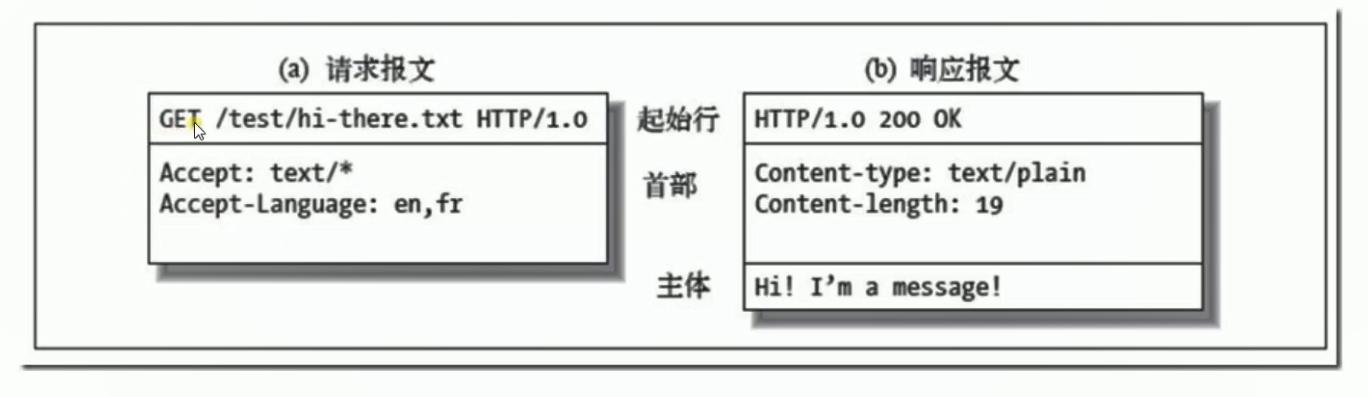 (a) 请求报文
GET /test/hi-there.txt HTTP/1.0
Accept: text/*
Accept-Language: en,fr
起始行
首部
主体
(b) 响应报文
HTTP/1.0 200 OK
Content-type: text/plain
Content-length: 19
Hi! I’m a message!